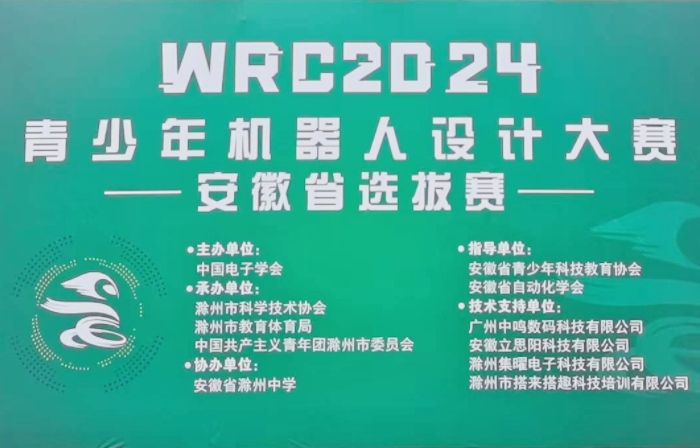 WRC2024
青少年机器人设计大赛
安徽省选拔赛
•主办单位：
中国电子学会
•承办单位：
滁州市科学技术协会
滁州市教育体育局
中国共产主义青年团滁州市委员会
•协办单位：
安徽省滁州中学
•指导单位：
安徽省青少年科技教育协会
安徽省自动化学会
•技术支持单位：
广州中鸣数码科技有限公司
安徽立思阳科技有限公司
滁州集曜电子科技有限公司
滁州市搭来搭趣科技培训有限公司